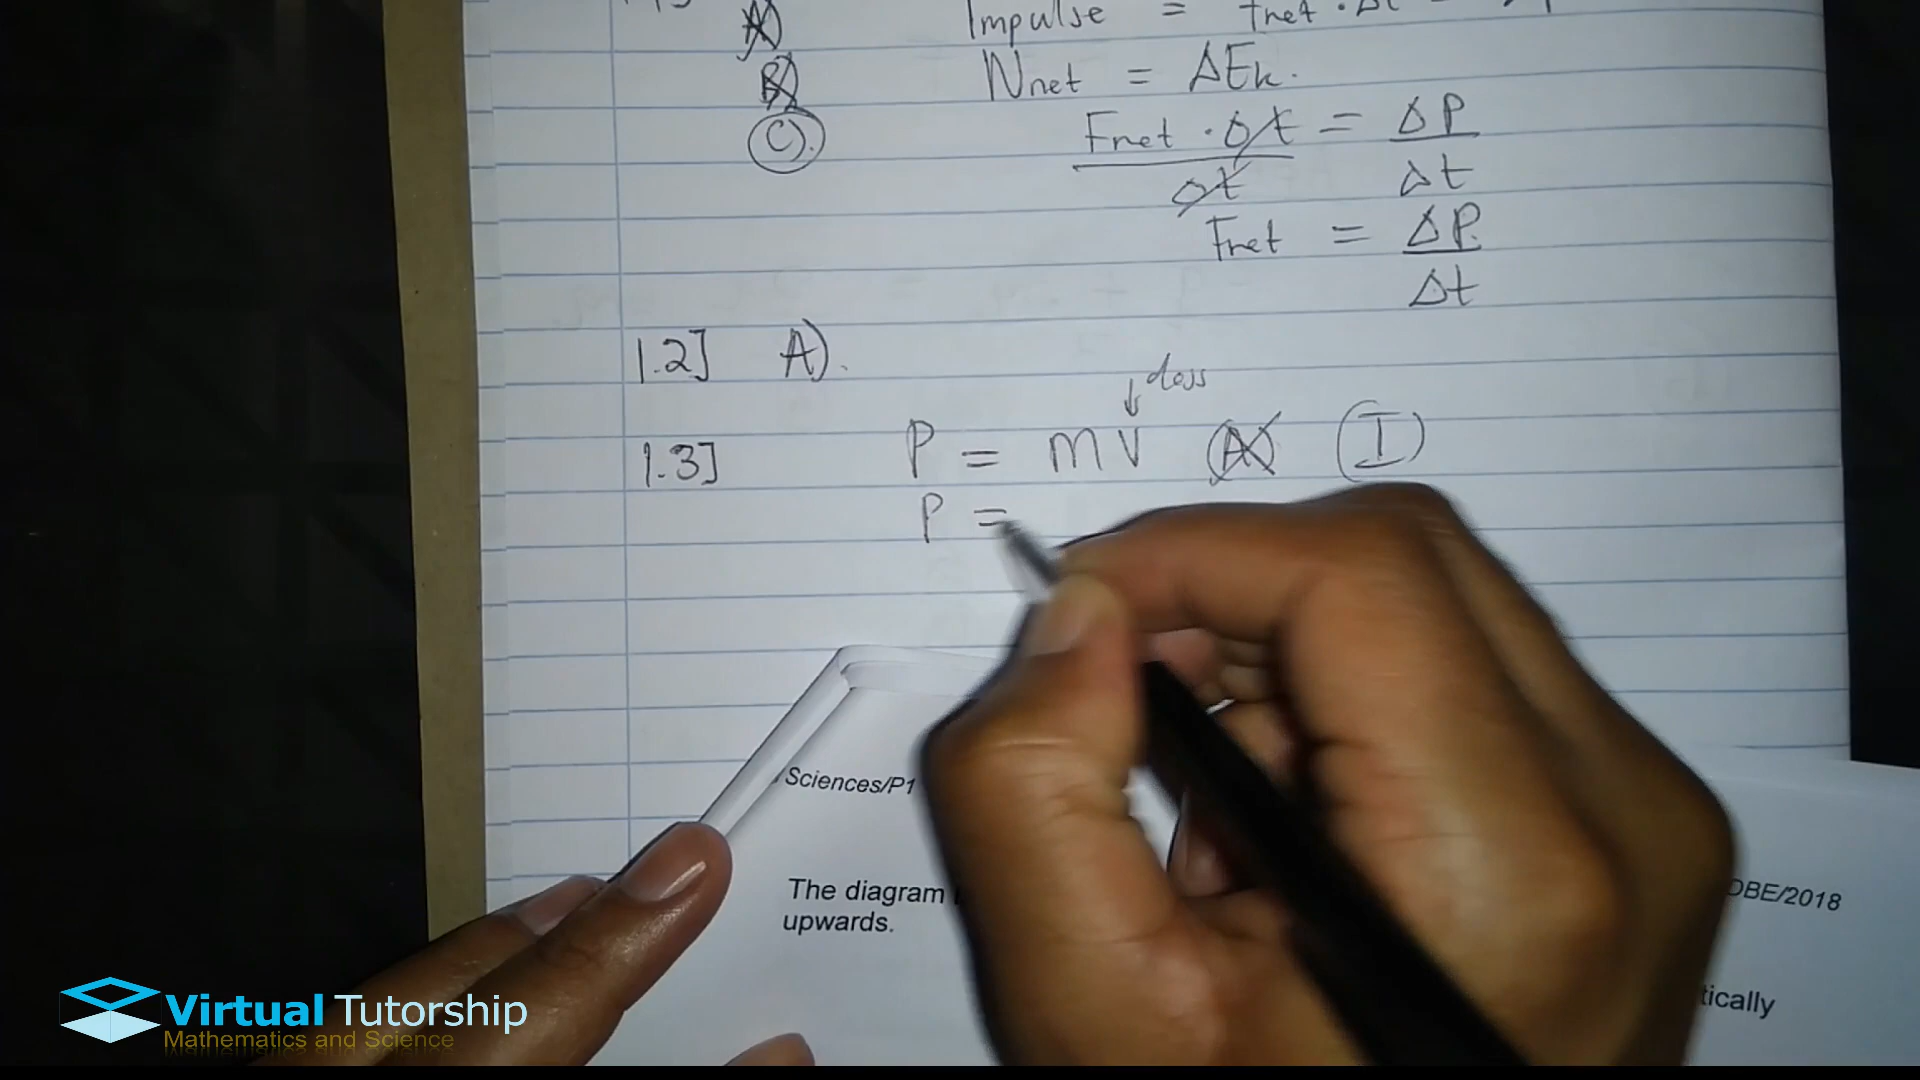 A) Impulse = Fnet · Δt =
B) Wnet = ΔEk.
C). Fnet · Δt = ΔP
Δt Δt
Fnet = ΔP
Δt
1.2] A).
1.3] P = mv A I
P =
Sciences/P1
DBE/2018
The diagram
upwards.
tically
Virtual Tutorship
Mathematics and Science